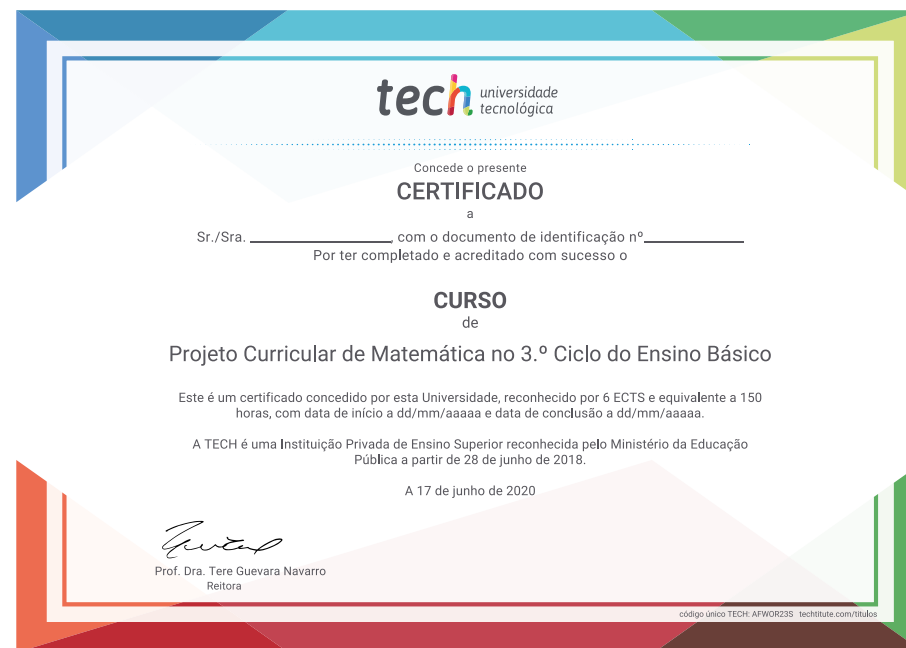 tech universidade
tecnológica
Concede o presente
CERTIFICADO
a
Sr./Sra. ____________, com o documento de identificação nº____________
Por ter completado e acreditado com sucesso o
CURSO
de
Projeto Curricular de Matemática no 3.º Ciclo do Ensino Básico
Este é um certificado concedido por esta Universidade, reconhecido por 6 ECTS e equivalente a 150
horas, com data de início a dd/mm/aaaaa e data de conclusão a dd/mm/aaaaa.
A TECH é uma Instituição Privada de Ensino Superior reconhecida pelo Ministério da Educação
Pública a partir de 28 de junho de 2018.
A 17 de junho de 2020
Prof. Dra. Tere Guevara Navarro
Reitora
código único TECH: AFWOR23S techtitute.com/titulos